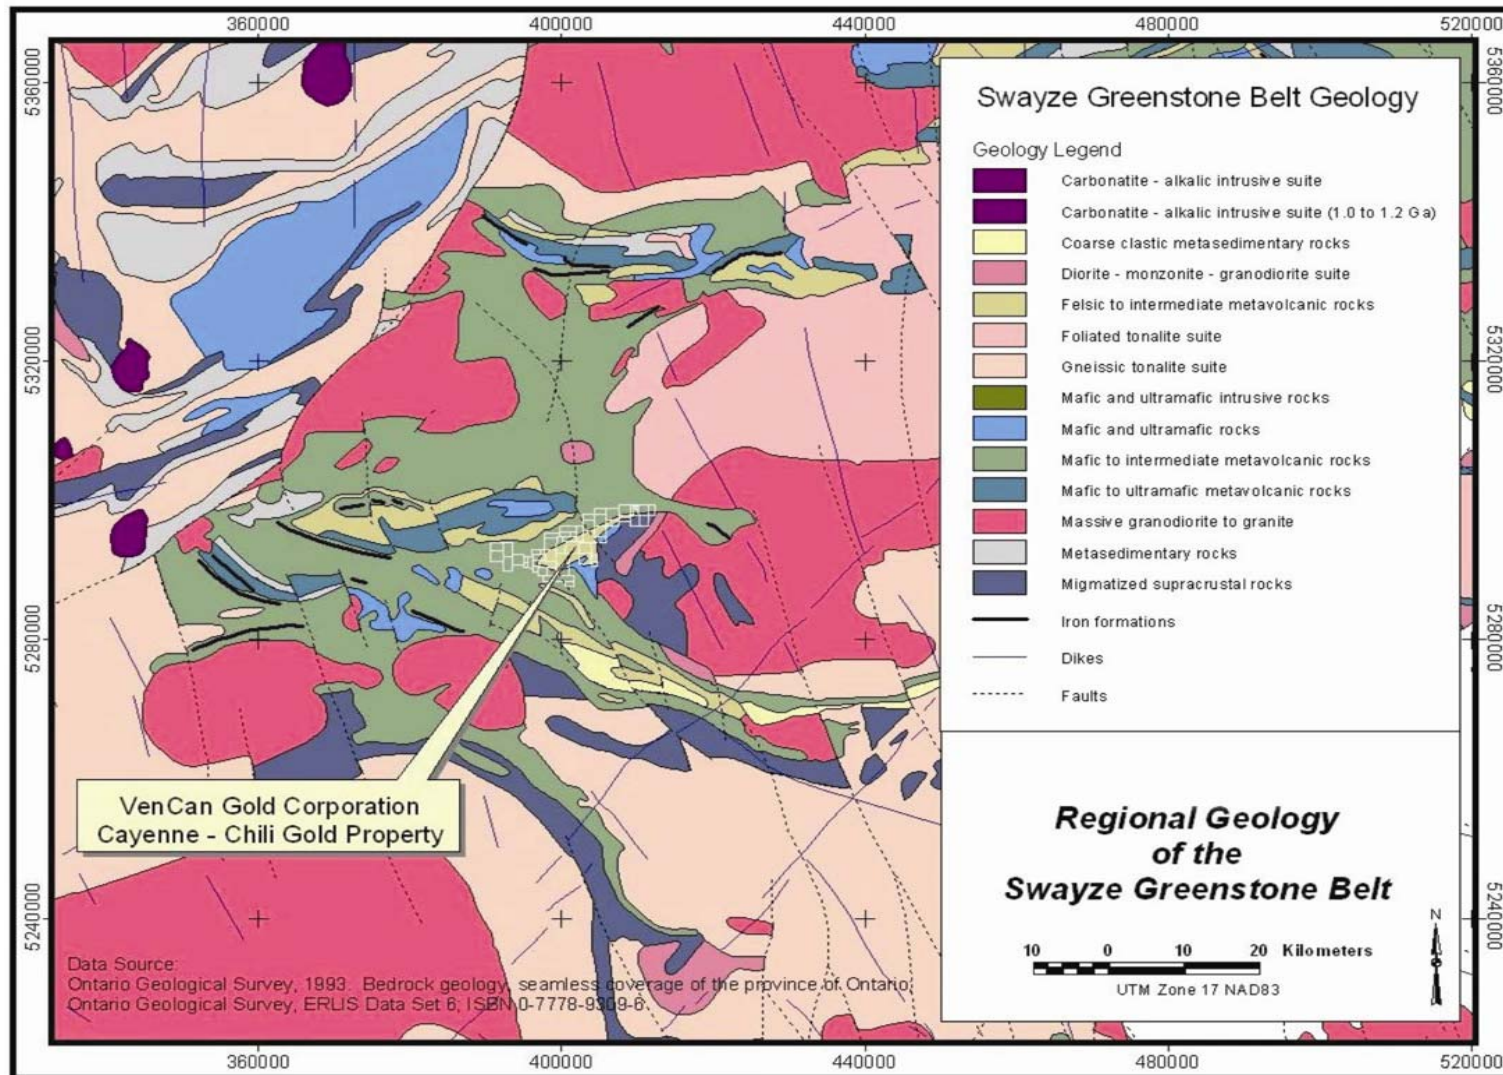 360000 400000 440000 480000 520000
5360000 5360000
5320000 5320000
5280000 5280000
5240000 5240000
Swayze Greenstone Belt Geology
Geology Legend
Carbonatite - alkalic intrusive suite
Carbonatite - alkalic intrusive suite (1.0 to 1.2 Ga)
Coarse clastic metasedimentary rocks
Diorite - monzonite - granodiorite suite
Felsic to intermediate metavolcanic rocks
Foliated tonalite suite
Gneissic tonalite suite
Mafic and ultramafic intrusive rocks
Mafic and ultramafic rocks
Mafic to intermediate metavolcanic rocks
Mafic to ultramafic metavolcanic rocks
Massive granodiorite to granite
Metasedimentary rocks
Migmatized supracrustal rocks
Iron formations
Dikes
Faults
VenCan Gold Corporation
Cayenne - Chili Gold Property
Regional Geology
of the
Swayze Greenstone Belt
N
10 0 10 20 Kilometers
UTM Zone 17 NAD83
Data Source:
Ontario Geological Survey, 1993. Bedrock geology, seamless coverage of the province of Ontario;
Ontario Geological Survey, ERLIS Data Set 6; ISBN 0-7778-9309-6.
360000 400000 440000 480000 520000